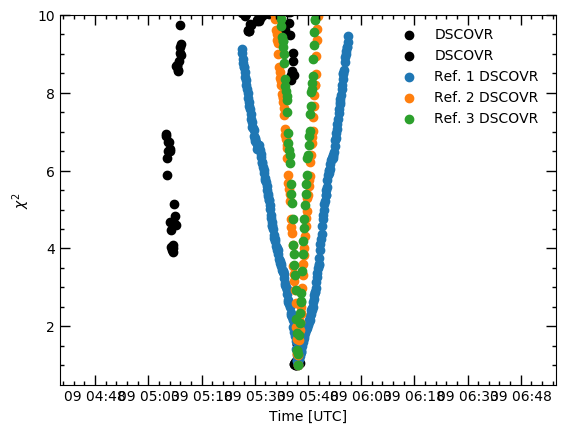 10
8
6
4
2
χ²
DSCOVR
DSCOVR
Ref. 1 DSCOVR
Ref. 2 DSCOVR
Ref. 3 DSCOVR
09 04:48 09 05:03 09 05:18 09 05:33 09 05:48 09 06:03 09 06:18 09 06:33 09 06:48
Time [UTC]